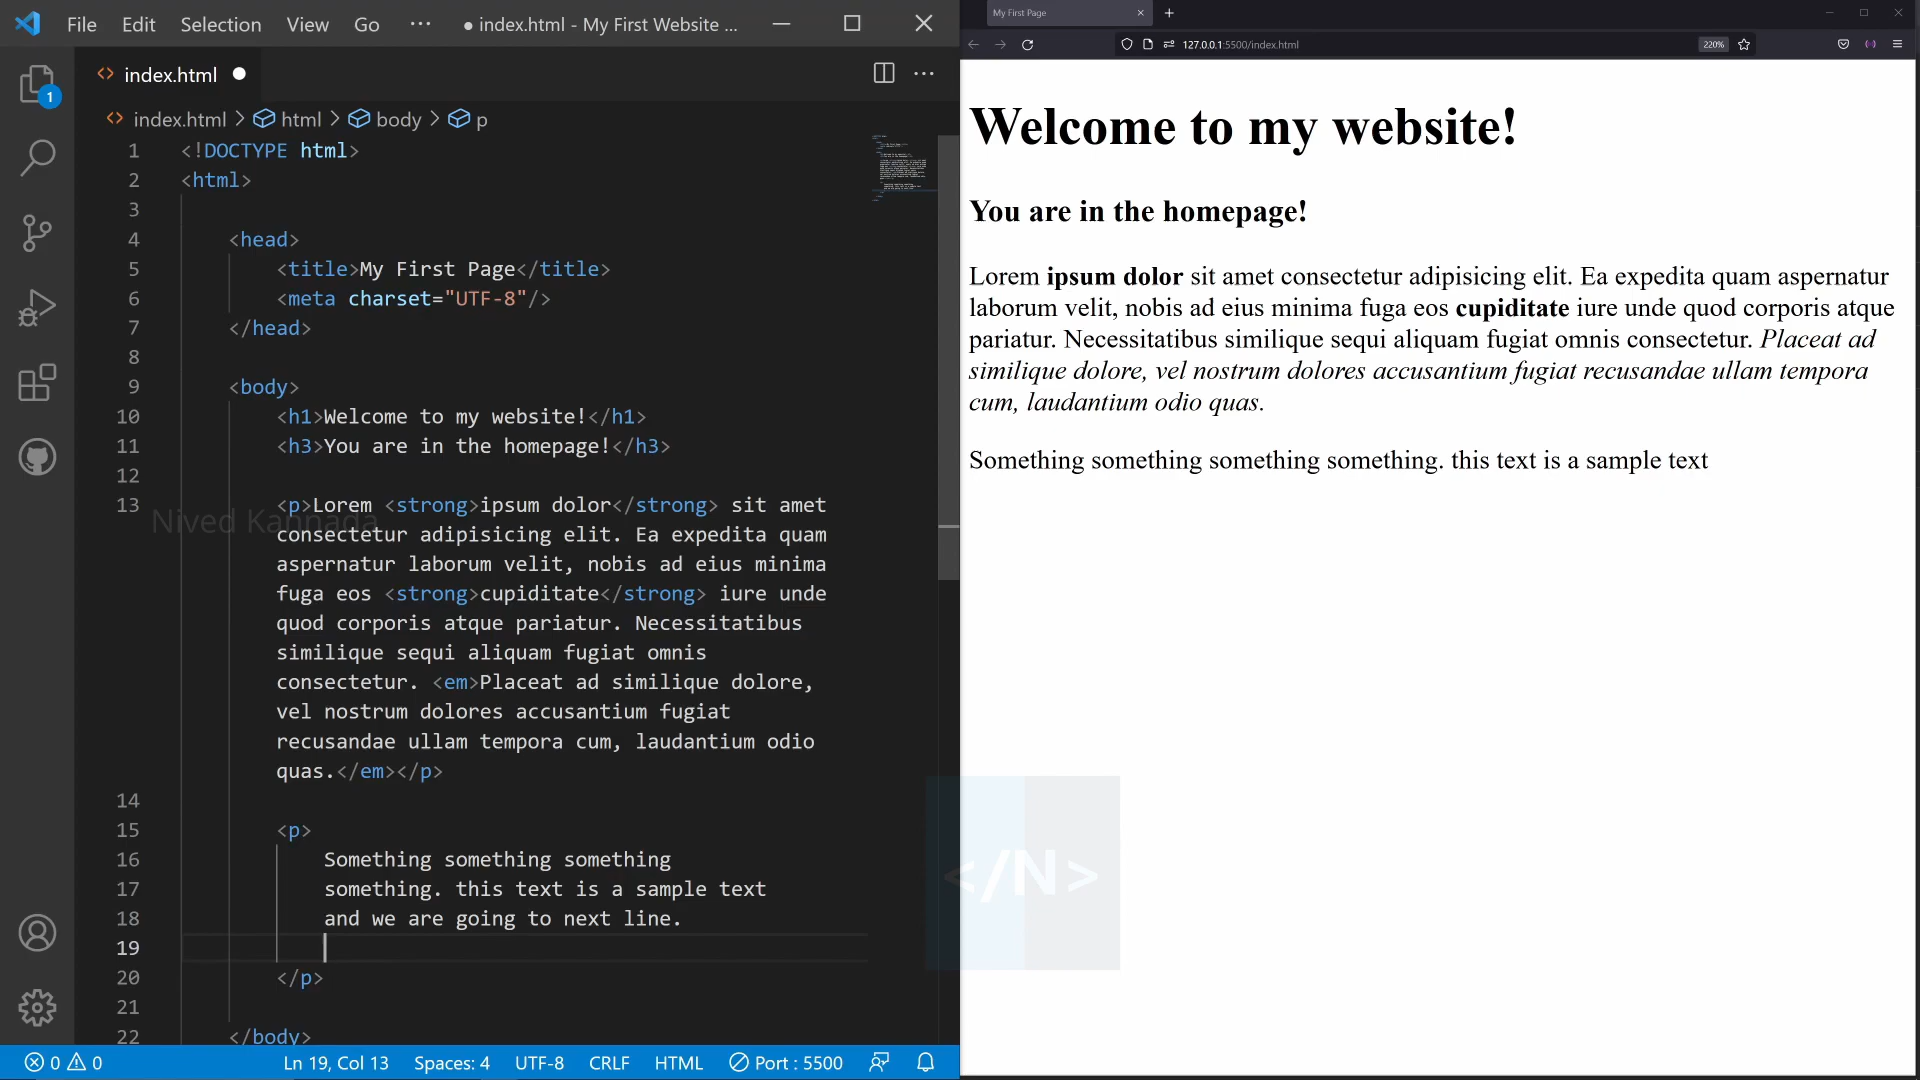 File Edit Selection View Go ··· ● index.html - My First Website ...
1
index.html ●
index.html > html > body > p
1 <!DOCTYPE html>
2 <html>
3
4 <head>
5 <title>My First Page</title>
6 <meta charset="UTF-8"/>
7 </head>
8
9 <body>
10 <h1>Welcome to my website!</h1>
11 <h3>You are in the homepage!</h3>
12
13 <p>Lorem <strong>ipsum dolor</strong> sit amet
Nived Kannada
consectetur adipisicing elit. Ea expedita quam
aspernatur laborum velit, nobis ad eius minima
fuga eos <strong>cupiditate</strong> iure unde
quod corporis atque pariatur. Necessitatibus
similique sequi aliquam fugiat omnis
consectetur. <em>Placeat ad similique dolore,
vel nostrum dolores accusantium fugiat
recusandae ullam tempora cum, laudantium odio
quas.</em></p>
14
15 <p>
16 Something something something
17 something. this text is a sample text
18 and we are going to next line.
19
20 </p>
21
22 </body>
0 0 Ln 19, Col 13 Spaces: 4 UTF-8 CRLF HTML Port : 5500
My First Page
127.0.0.1:5500/index.html 220%
Welcome to my website!
You are in the homepage!
Lorem ipsum dolor sit amet consectetur adipisicing elit. Ea expedita quam aspernatur
laborum velit, nobis ad eius minima fuga eos cupiditate iure unde quod corporis atque
pariatur. Necessitatibus similique sequi aliquam fugiat omnis consectetur. Placeat ad
similique dolore, vel nostrum dolores accusantium fugiat recusandae ullam tempora
cum, laudantium odio quas.
Something something something something. this text is a sample text
</N>